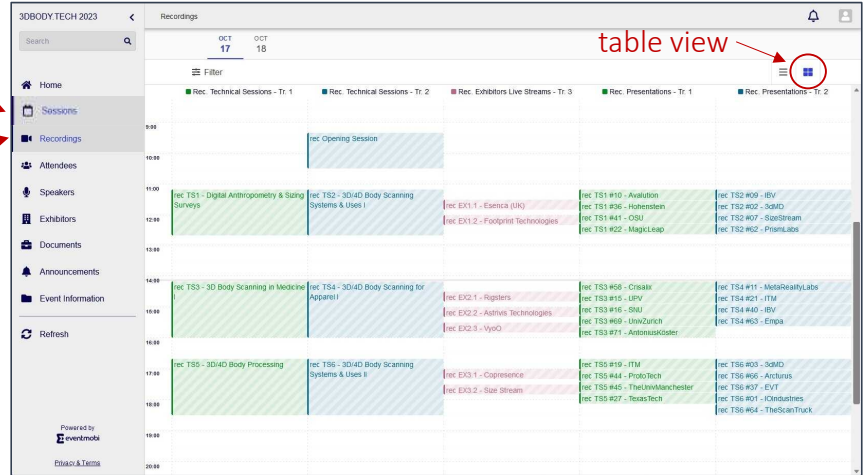 3DBODY.TECH 2023
Recordings
Search
OCT OCT
17 18
table view
Filter
Home
Sessions
Recordings
Attendees
Speakers
Exhibitors
Documents
Announcements
Event Information
Refresh
Powered by
eventmobi
Privacy & Terms
Rec. Technical Sessions - Tr. 1
Rec. Technical Sessions - Tr. 2
Rec. Exhibitors Live Streams - Tr. 3
Rec. Presentations - Tr. 1
Rec. Presentations - Tr. 2
9:00
rec Opening Session
10:00
11:00
rec TS1 - Digital Anthropometry & Sizing
Surveys
rec TS2 - 3D/4D Body Scanning
Systems & Uses I
rec EX1.1 - Esenca (UK)
rec EX1.2 - Footprint Technologies
rec TS1 #10 - Avalution
rec TS1 #36 - Hohenstein
rec TS1 #41 - OSU
rec TS1 #22 - MagicLeap
rec TS2 #09 - IBV
rec TS2 #02 - 3dMD
rec TS2 #07 - SizeStream
rec TS2 #62 - PrismLabs
12:00
13:00
14:00
rec TS3 - 3D Body Scanning in Medicine
I
rec TS4 - 3D/4D Body Scanning for
Apparel I
rec EX2.1 - Rigsters
rec EX2.2 - Astrivis Technologies
rec EX2.3 - VyoO
rec TS3 #58 - Crisalix
rec TS3 #15 - UPV
rec TS3 #16 - SNU
rec TS3 #69 - UnivZurich
rec TS3 #71 - AntoniusKöster
rec TS4 #11 - MetaRealityLabs
rec TS4 #21 - ITM
rec TS4 #40 - IBV
rec TS4 #63 - Empa
15:00
16:00
rec TS5 - 3D/4D Body Processing
rec TS6 - 3D/4D Body Scanning
Systems & Uses II
rec EX3.1 - Copresence
rec EX3.2 - Size Stream
rec TS5 #19 - ITM
rec TS5 #44 - ProtoTech
rec TS5 #45 - TheUnivManchester
rec TS5 #27 - TexasTech
rec TS6 #03 - 3dMD
rec TS6 #66 - Arcturus
rec TS6 #37 - EVT
rec TS6 #01 - IOIndustries
rec TS6 #64 - TheScanTruck
17:00
18:00
19:00
20:00